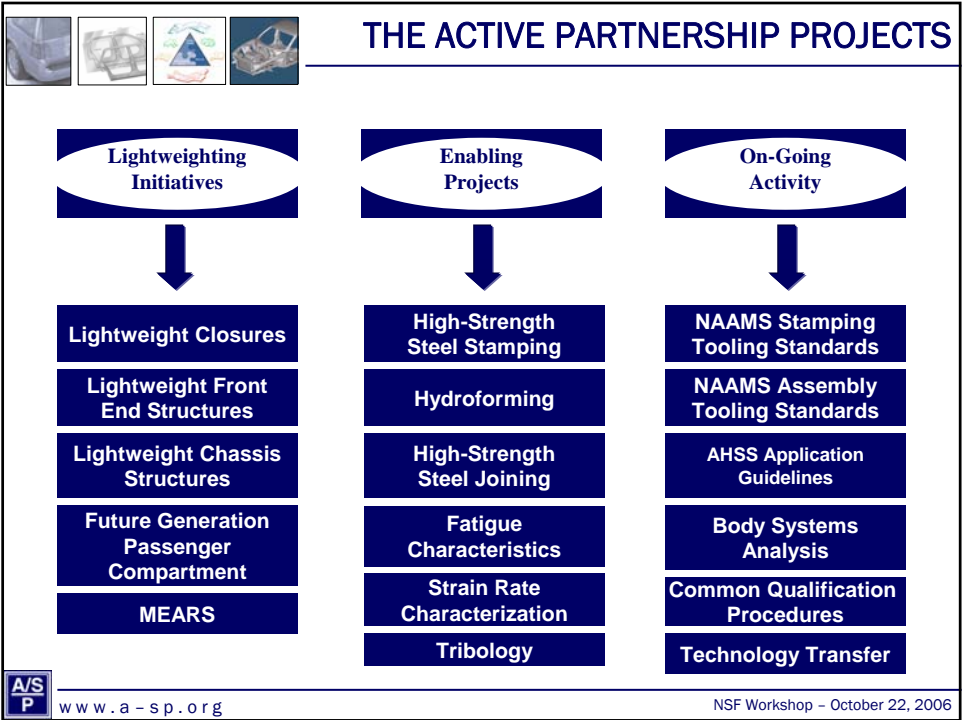 THE ACTIVE PARTNERSHIP PROJECTS
Lightweighting
Initiatives
Lightweight Closures
Lightweight Front
End Structures
Lightweight Chassis
Structures
Future Generation
Passenger
Compartment
MEARS
Enabling
Projects
High-Strength
Steel Stamping
Hydroforming
High-Strength
Steel Joining
Fatigue
Characteristics
Strain Rate
Characterization
Tribology
On-Going
Activity
NAAMS Stamping
Tooling Standards
NAAMS Assembly
Tooling Standards
AHSS Application
Guidelines
Body Systems
Analysis
Common Qualification
Procedures
Technology Transfer
A/S
P
www.a–sp.org
NSF Workshop – October 22, 2006